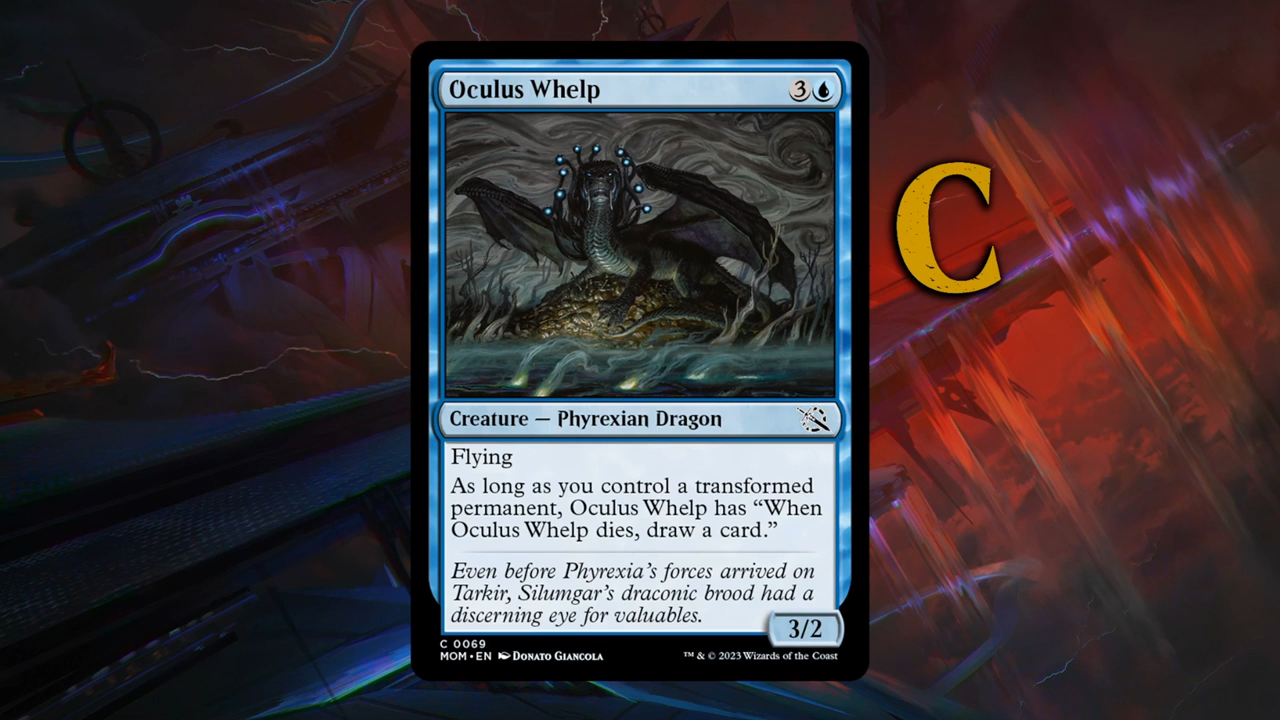 Oculus Whelp 3
C
Creature — Phyrexian Dragon
Flying
As long as you control a transformed
permanent, Oculus Whelp has “When
Oculus Whelp dies, draw a card.”
Even before Phyrexia’s forces arrived on
Tarkir, Silumgar’s draconic brood had a
discerning eye for valuables.
3/2
C 0069
MOM • EN Donato Giancola
™ & © 2023 Wizards of the Coast